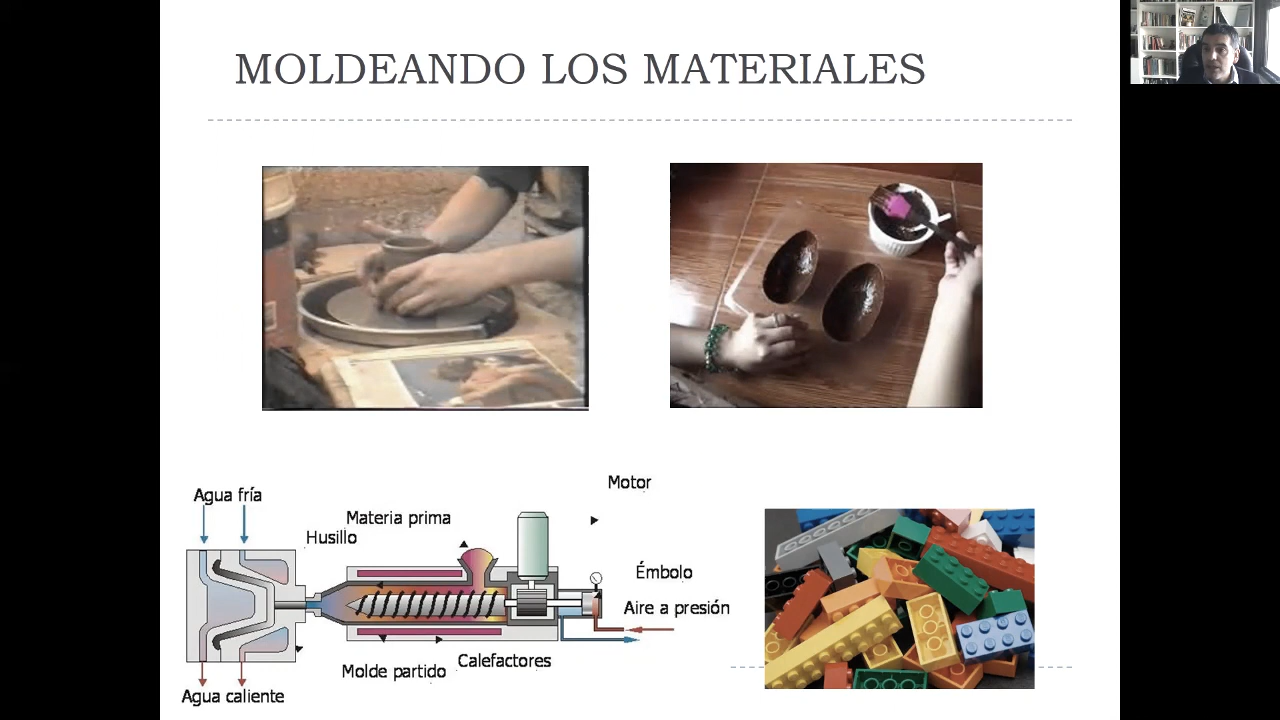 MOLDEANDO LOS MATERIALES
Motor
Agua fría
Materia prima
Husillo
Émbolo
Aire a presión
Calefactores
Molde partido
Agua caliente